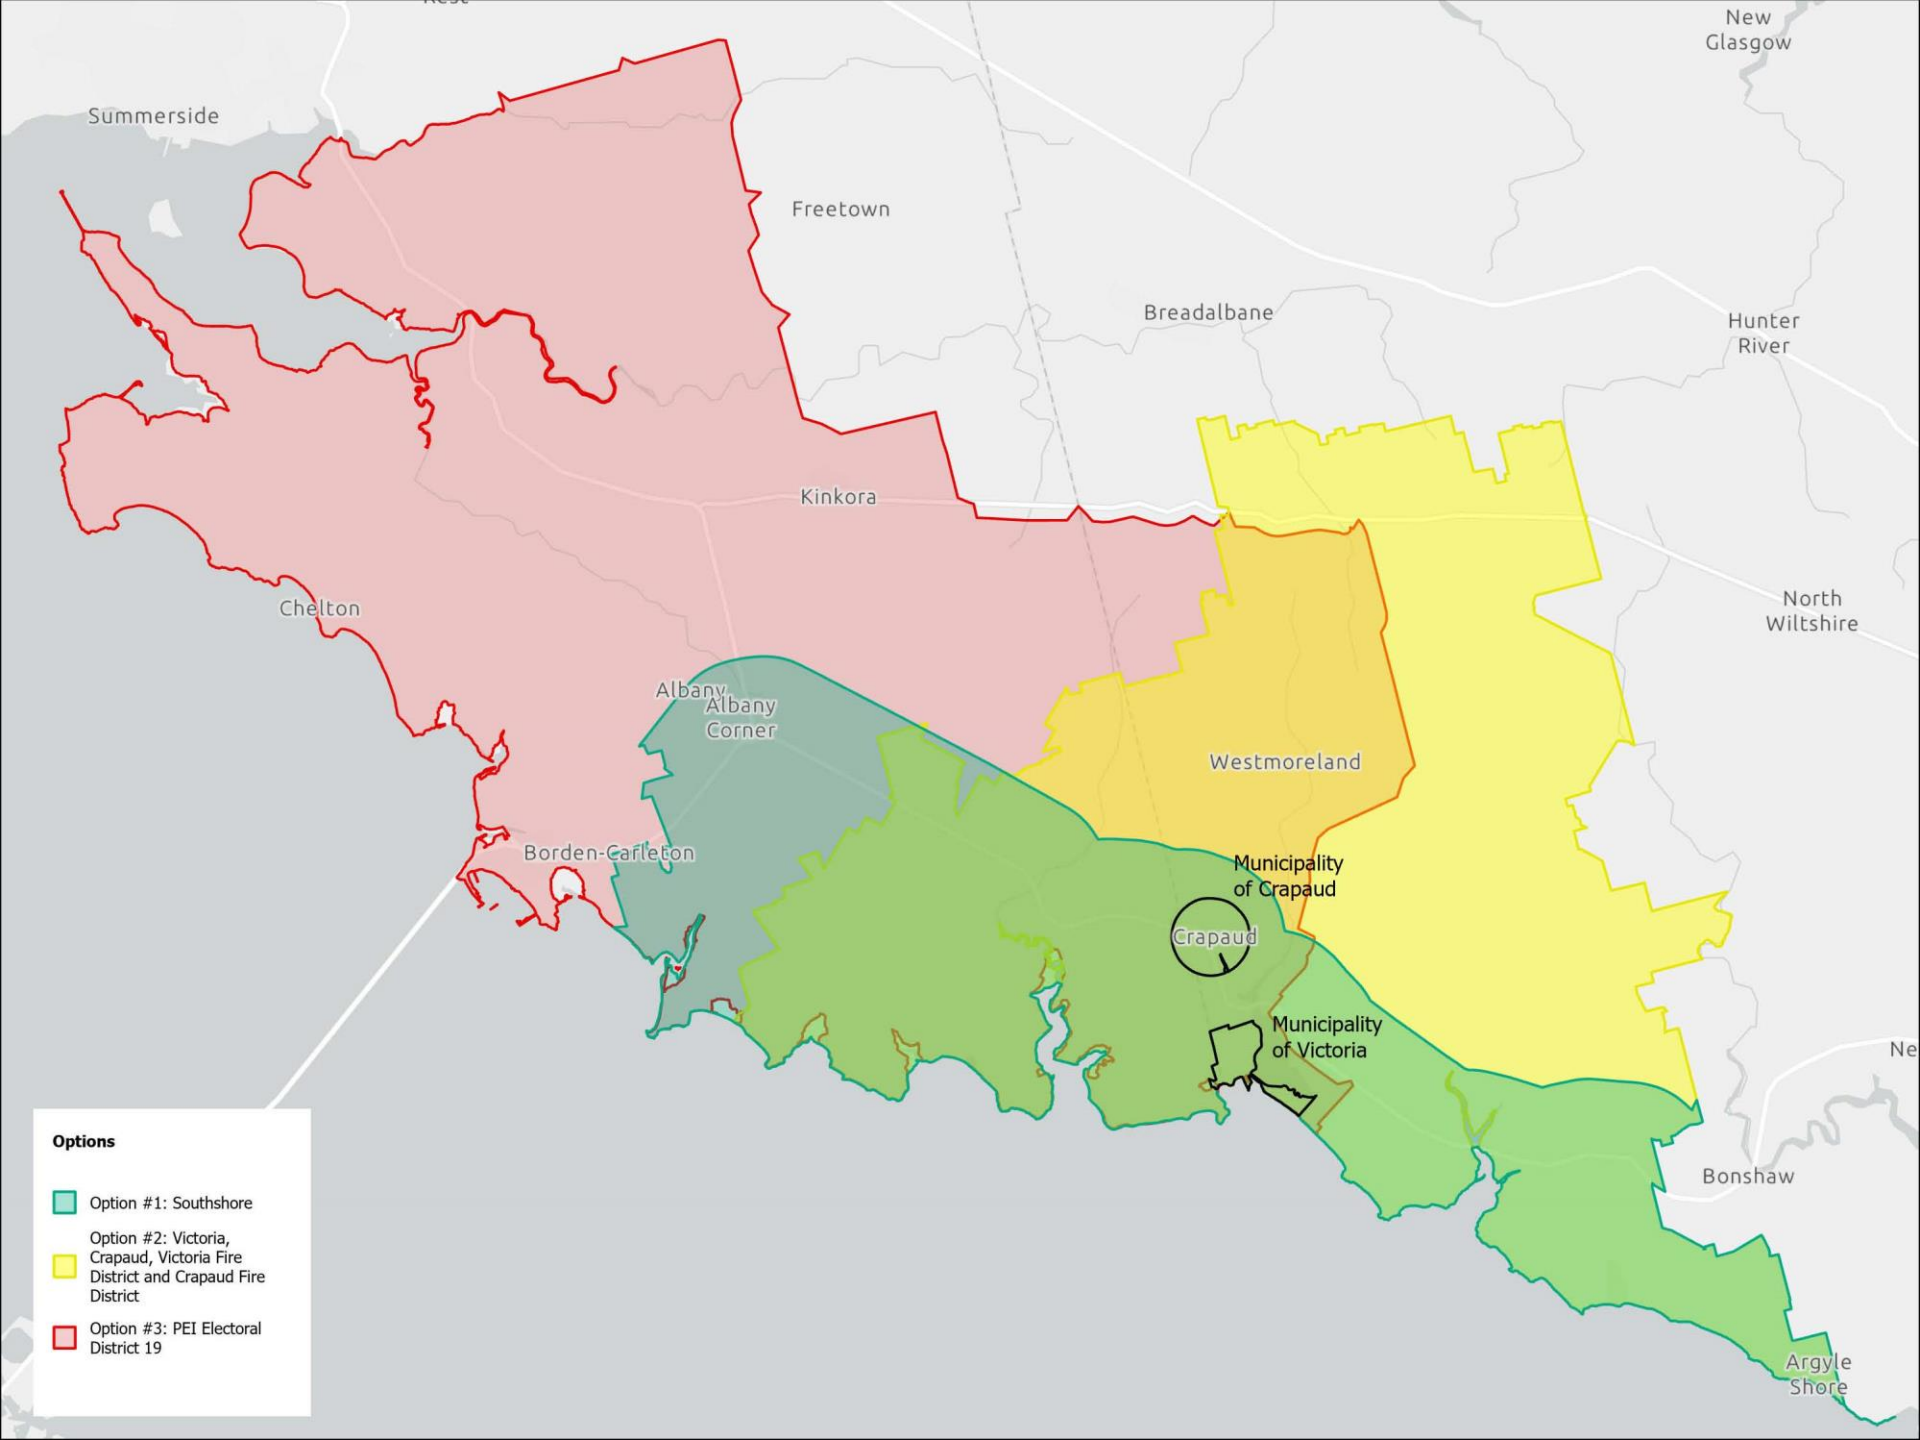 New
Glasgow
Summerside
Freetown
Breadalbane
Hunter
River
Kinkora
North
Wiltshire
Chelton
Albany
Albany
Corner
Westmoreland
Borden-Carleton
Municipality
of Crapaud
Crapaud
Municipality
of Victoria
Ne
Bonshaw
Argyle
Shore
Options
Option #1: Southshore
Option #2: Victoria,
Crapaud, Victoria Fire
District and Crapaud Fire
District
Option #3: PEI Electoral
District 19